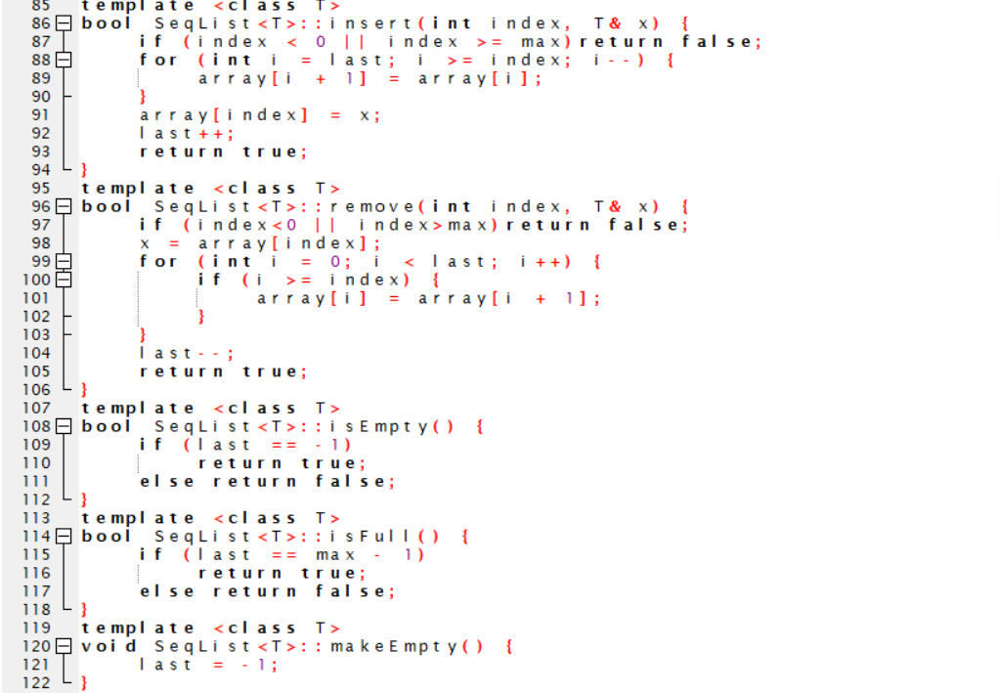 85 template <class T>
86 bool SeqList<T>::insert(int index, T& x) {
87 if (index < 0 || index >= max)return false;
88 for (int i = last; i >= index; i--) {
89 array[i + 1] = array[i];
90 }
91 array[index] = x;
92 last++;
93 return true;
94 }
95 template <class T>
96 bool SeqList<T>::remove(int index, T& x) {
97 if (index<0 || index>max)return false;
98 x = array[index];
99 for (int i = 0; i < last; i++) {
100 if (i >= index) {
101 array[i] = array[i + 1];
102 }
103 }
104 last--;
105 return true;
106 }
107 template <class T>
108 bool SeqList<T>::isEmpty() {
109 if (last == -1)
110 return true;
111 else return false;
112 }
113 template <class T>
114 bool SeqList<T>::isFull() {
115 if (last == max - 1)
116 return true;
117 else return false;
118 }
119 template <class T>
120 void SeqList<T>::makeEmpty() {
121 last = -1;
122 }